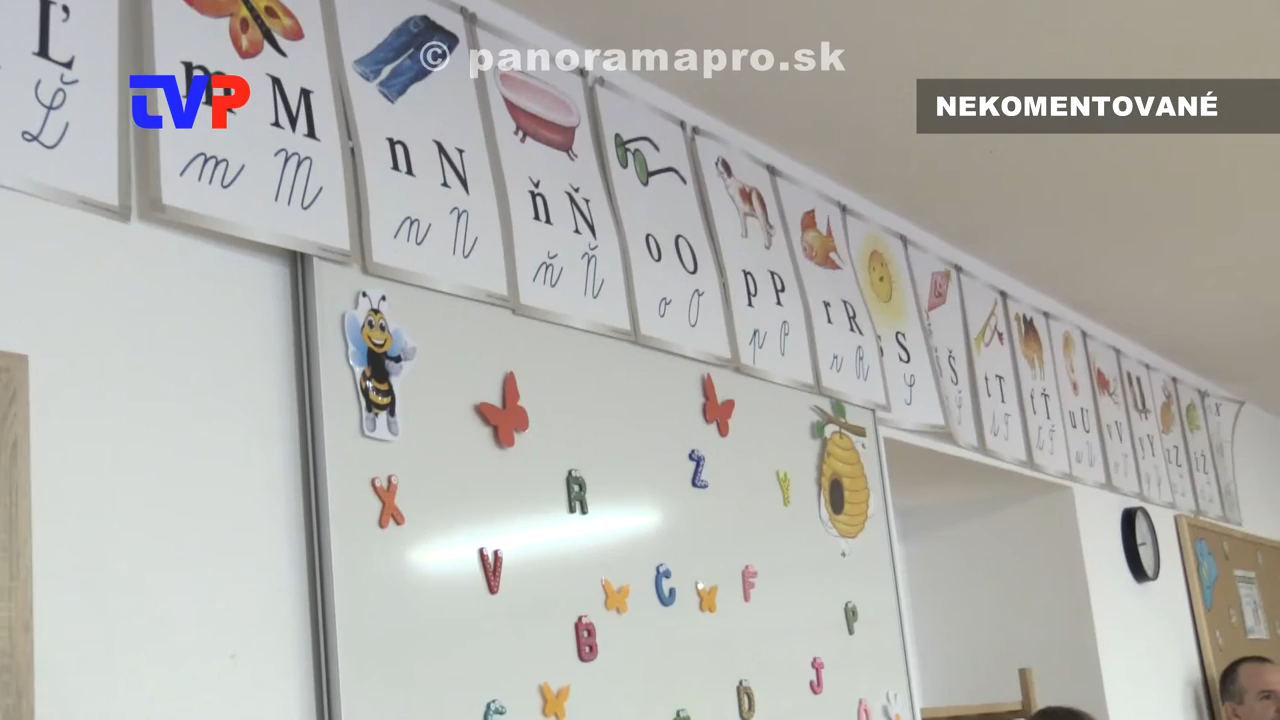 © panoramapro.sk
TVP
NEKOMENTOVANÉ
Ľ
Ľ
m M
m M
n N
n N
ň Ň
ň Ň
o O
o O
p P
p P
r R
r R
S
S
Š
Š
t T
t T
ť Ť
ť Ť
u U
u U
v V
y Y
z Z
ž Ž
X
R
Z
Y
V
C
F
B
P
J
D